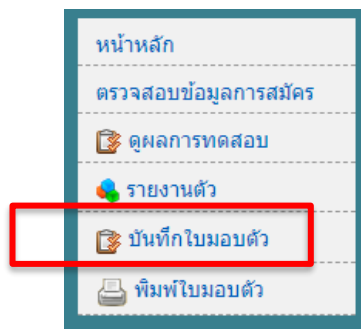 หน้าหลัก
ตรวจสอบข้อมูลการสมัคร
ดูผลการทดสอบ
รายงานตัว
บันทึกใบมอบตัว
พิมพ์ใบมอบตัว